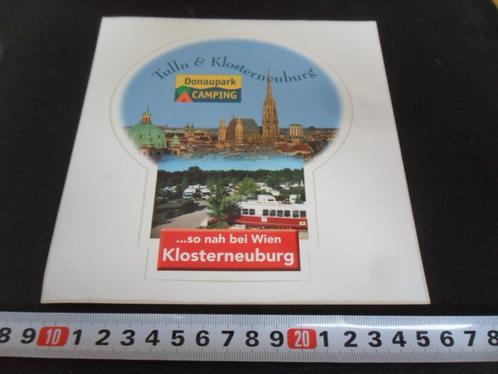 Tulln & Klosterneuburg
Donaupark
CAMPING
...so nah bei Wien
Klosterneuburg
8 9 10 1 2 3 4 5 6 7 8 9 20 1 2 3 4 5 6 7 8